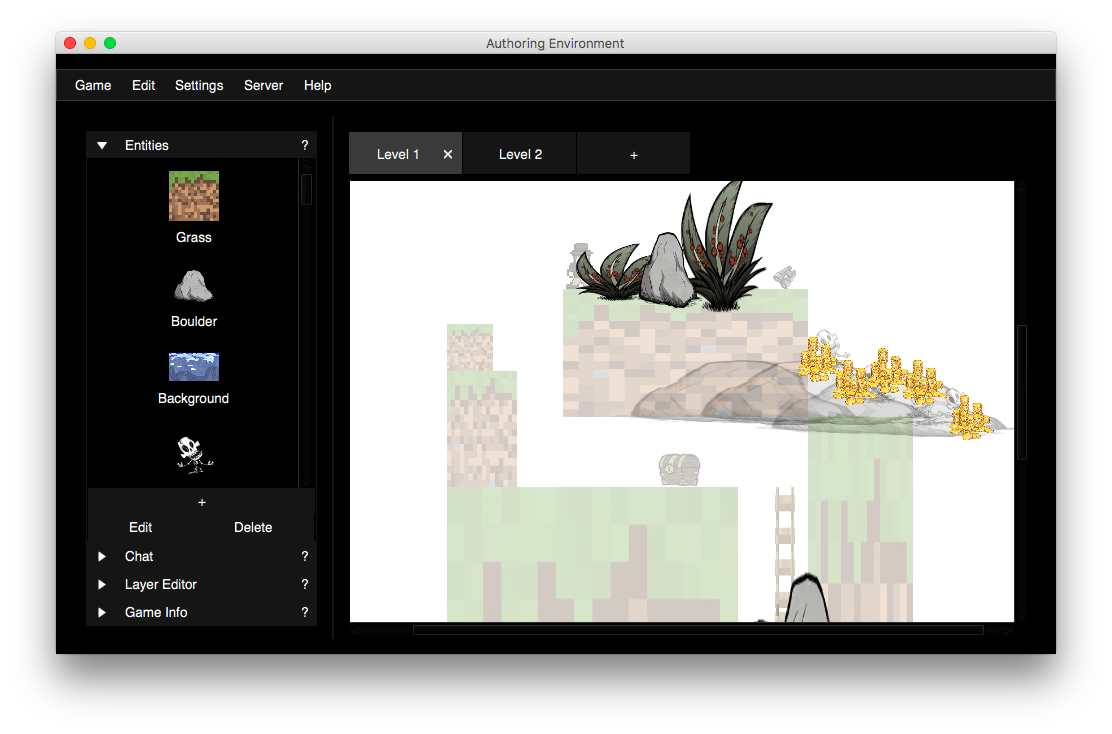 Authoring Environment
Game Edit Settings Server Help
Entities ?
Grass
Boulder
Background
+
Edit Delete
Chat ?
Layer Editor ?
Game Info ?
Level 1 × Level 2 +